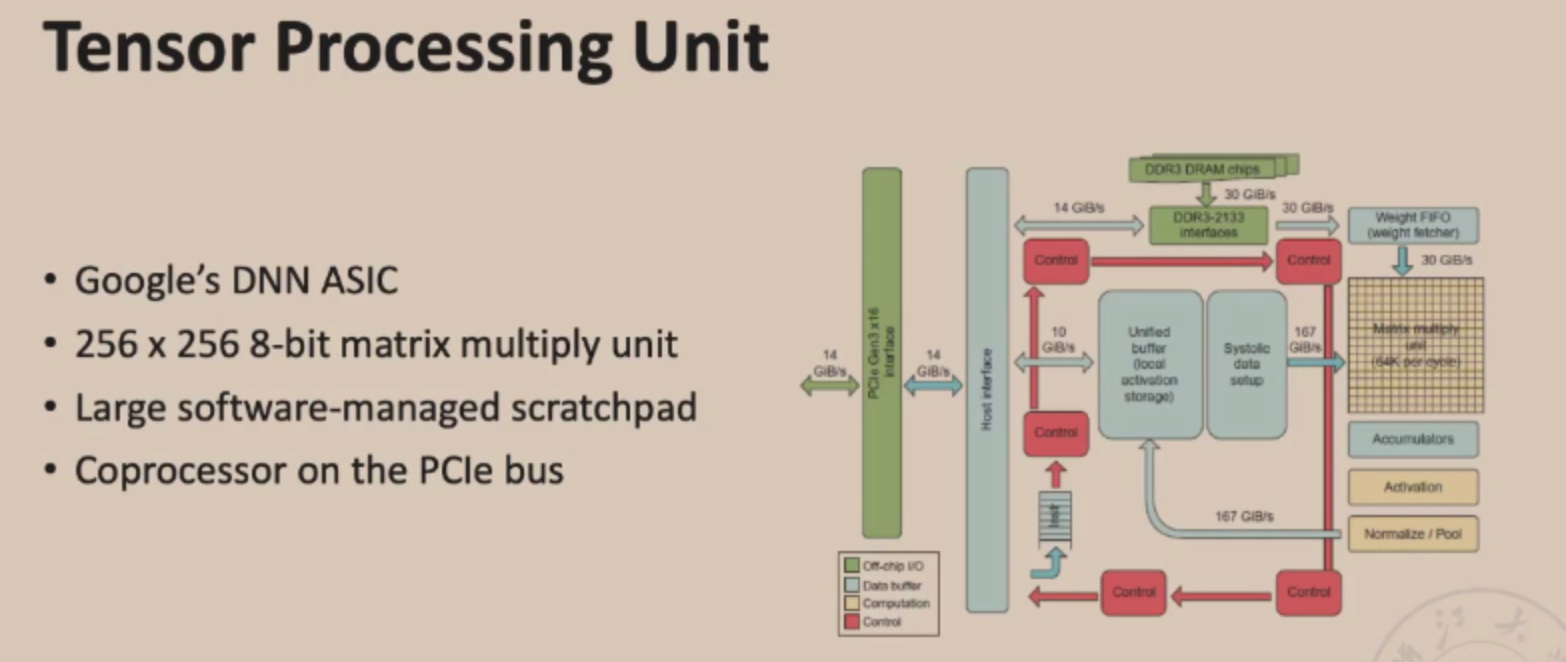 Tensor Processing Unit
• Google's DNN ASIC
• 256 x 256 8-bit matrix multiply unit
• Large software-managed scratchpad
• Coprocessor on the PCIe bus
DDR3 DRAM chips
30 GiB/s
14 GiB/s
DDR3-2133
interfaces
30 GiB/s
Weight FIFO
(weight fetcher)
30 GiB/s
Control
Control
14
GiB/s
PCIe Gen3 x16
interface
14
GiB/s
Host interface
10
GiB/s
Unified
buffer
(local
activation
storage)
Systolic
data
setup
167
GiB/s
Matrix multiply
unit
(64K per cycle)
Control
Accumulators
Activation
Instr
167 GiB/s
Normalize / Pool
Off-chip I/O
Data buffer
Computation
Control
Control
Control